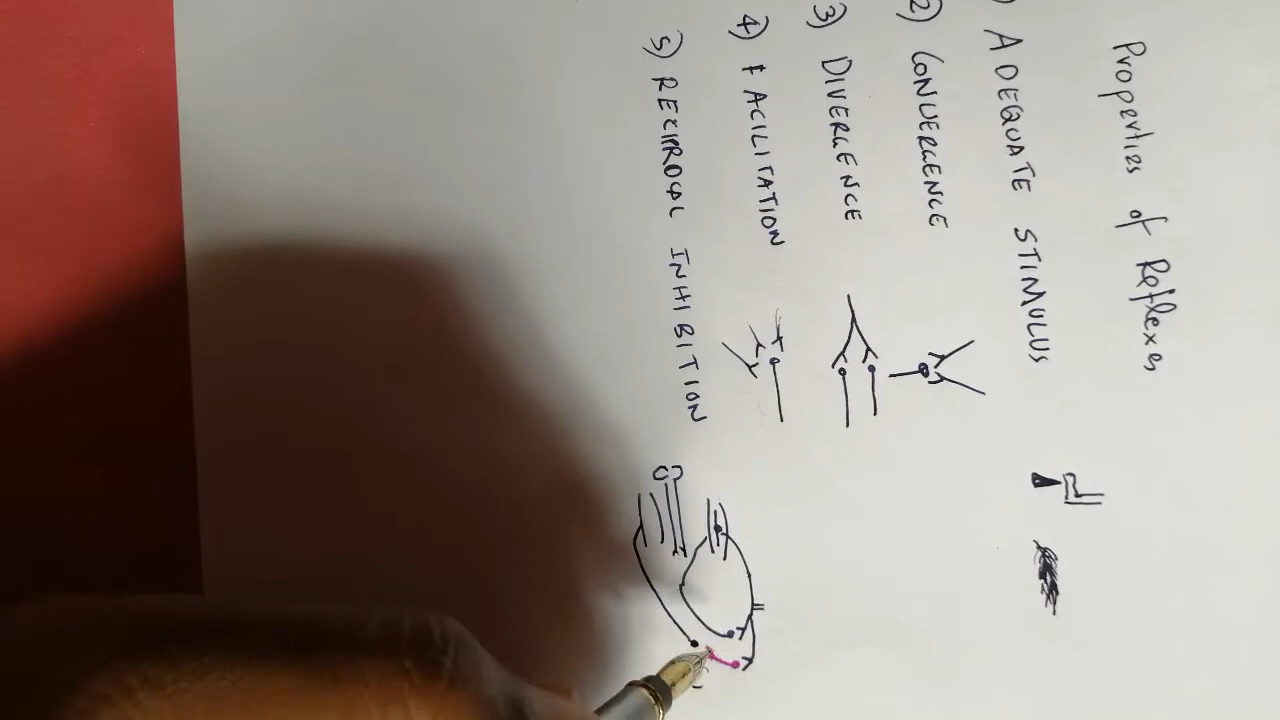 Properties of Reflexes
) ADEQUATE STIMULUS
2) CONVERGENCE
3) DIVERGENCE
4) FACILITATION
5) RECIPROCAL INHIBITION